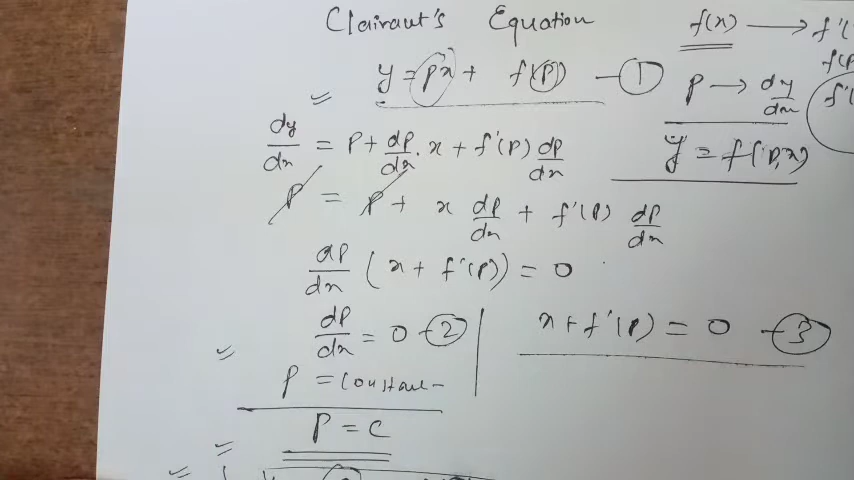 Clairaut's Equation
f(x) → f'(
f(p
y = px + f(p) — 1
p → dy/dx
f'(
y = f(p,x)
dy/dx = p + dp/dx . x + f'(p) dp/dx
p = p + x dp/dx + f'(p) dp/dx
dp/dx (x + f'(p)) = 0
dp/dx = 0 — 2
x + f'(p) = 0 — 3
p = constant
p = c